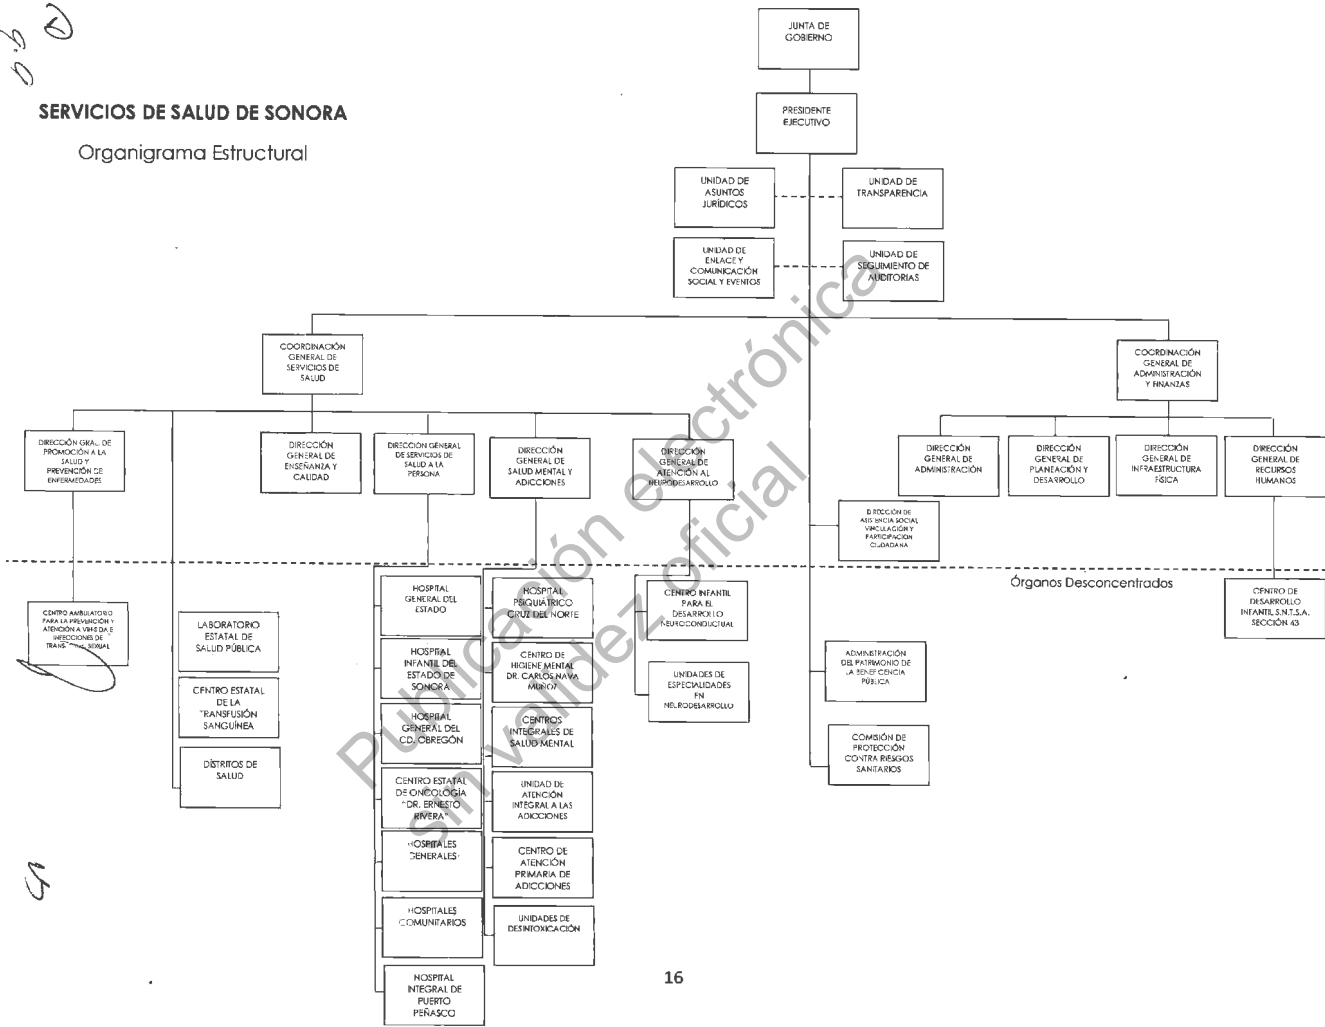 SERVICIOS DE SALUD DE SONORA
Organigrama Estructural
JUNTA DE
GOBIERNO
PRESIDENTE
EJECUTIVO
UNIDAD DE
ASUNTOS
JURÍDICOS
UNIDAD DE
TRANSPARENCIA
UNIDAD DE
ENLACE Y
COMUNICACIÓN
SOCIAL Y EVENTOS
UNIDAD DE
SEGUIMIENTO DE
AUDITORIAS
COORDINACIÓN
GENERAL DE
SERVICIOS DE
SALUD
COORDINACIÓN
GENERAL DE
ADMINISTRACIÓN
Y FINANZAS
DIRECCIÓN GRAL. DE
PROMOCIÓN A LA
SALUD Y
PREVENCIÓN DE
ENFERMEDADES
DIRECCIÓN
GENERAL DE
ENSEÑANZA Y
CALIDAD
DIRECCIÓN GENERAL
DE SERVICIOS DE
SALUD A LA
PERSONA
DIRECCIÓN
GENERAL DE
SALUD MENTAL Y
ADICCIONES
DIRECCIÓN
GENERAL DE
ATENCIÓN AL
NEURODESARROLLO
DIRECCIÓN
GENERAL DE
ADMINISTRACIÓN
DIRECCIÓN
GENERAL DE
PLANEACIÓN Y
DESARROLLO
DIRECCIÓN
GENERAL DE
INFRAESTRUCTURA
FÍSICA
DIRECCIÓN
GENERAL DE
RECURSOS
HUMANOS
DIRECCIÓN DE
ASISTENCIA SOCIAL
VINCULACIÓN Y
PARTICIPACION
CIUDADANA
Órganos Desconcentrados
CENTRO AMBULATORIO
PARA LA PREVENCIÓN Y
ATENCIÓN A VIH-SIDA E
INFECCIONES DE
SEXUAL
LABORATORIO
ESTATAL DE
SALUD PÚBLICA
CENTRO ESTATAL
DE LA
TRANSFUSIÓN
SANGUÍNEA
DISTRITOS DE
SALUD
HOSPITAL
GENERAL DEL
ESTADO
HOSPITAL
INFANTIL DEL
ESTADO DE
SONORA
HOSPITAL
GENERAL DEL
CD. OBREGÓN
CENTRO ESTATAL
DE ONCOLOGÍA
"DR. ERNESTO
RIVERA"
HOSPITALES
GENERALES
HOSPITALES
COMUNITARIOS
HOSPITAL
INTEGRAL DE
PUERTO
PEÑASCO
HOSPITAL
PSIQUIÁTRICO
CRUZ DEL NORTE
CENTRO DE
HIGIENE MENTAL
DR. CARLOS NAVA
MUÑOZ
CENTROS
INTEGRALES DE
SALUD MENTAL
UNIDAD DE
ATENCIÓN
INTEGRAL A LAS
ADICCIONES
CENTRO DE
ATENCIÓN
PRIMARIA DE
ADICCIONES
UNIDADES DE
DESINTOXICACIÓN
CENTRO INFANTIL
PARA EL
DESARROLLO
NEUROCONDUCTUAL
UNIDADES DE
ESPECIALIDADES
EN
NEURODESARROLLO
ADMINISTRACIÓN
DEL PATRIMONIO DE
LA BENEFICENCIA
PÚBLICA
COMISIÓN DE
PROTECCIÓN
CONTRA RIESGOS
SANITARIOS
CENTRO DE
DESARROLLO
INFANTIL S.N.T.S.A.
SECCIÓN 43
Publicación electrónica
sin validez oficial
16